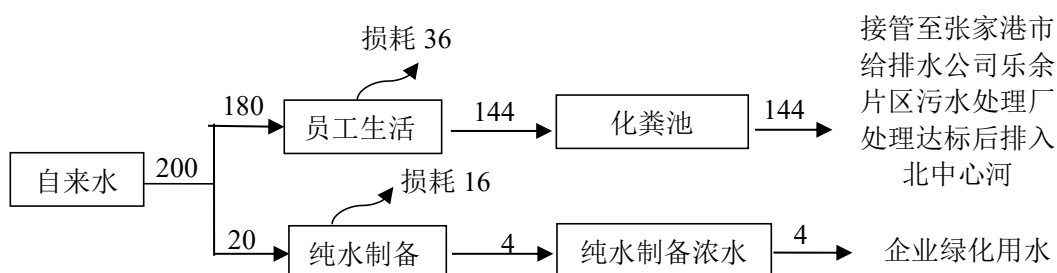 损耗 36
接管至张家港市
给排水公司乐余
片区污水处理厂
处理达标后排入
北中心河
180
员工生活
144
化粪池
144
自来水
200
损耗 16
20
纯水制备
4
纯水制备浓水
4
企业绿化用水